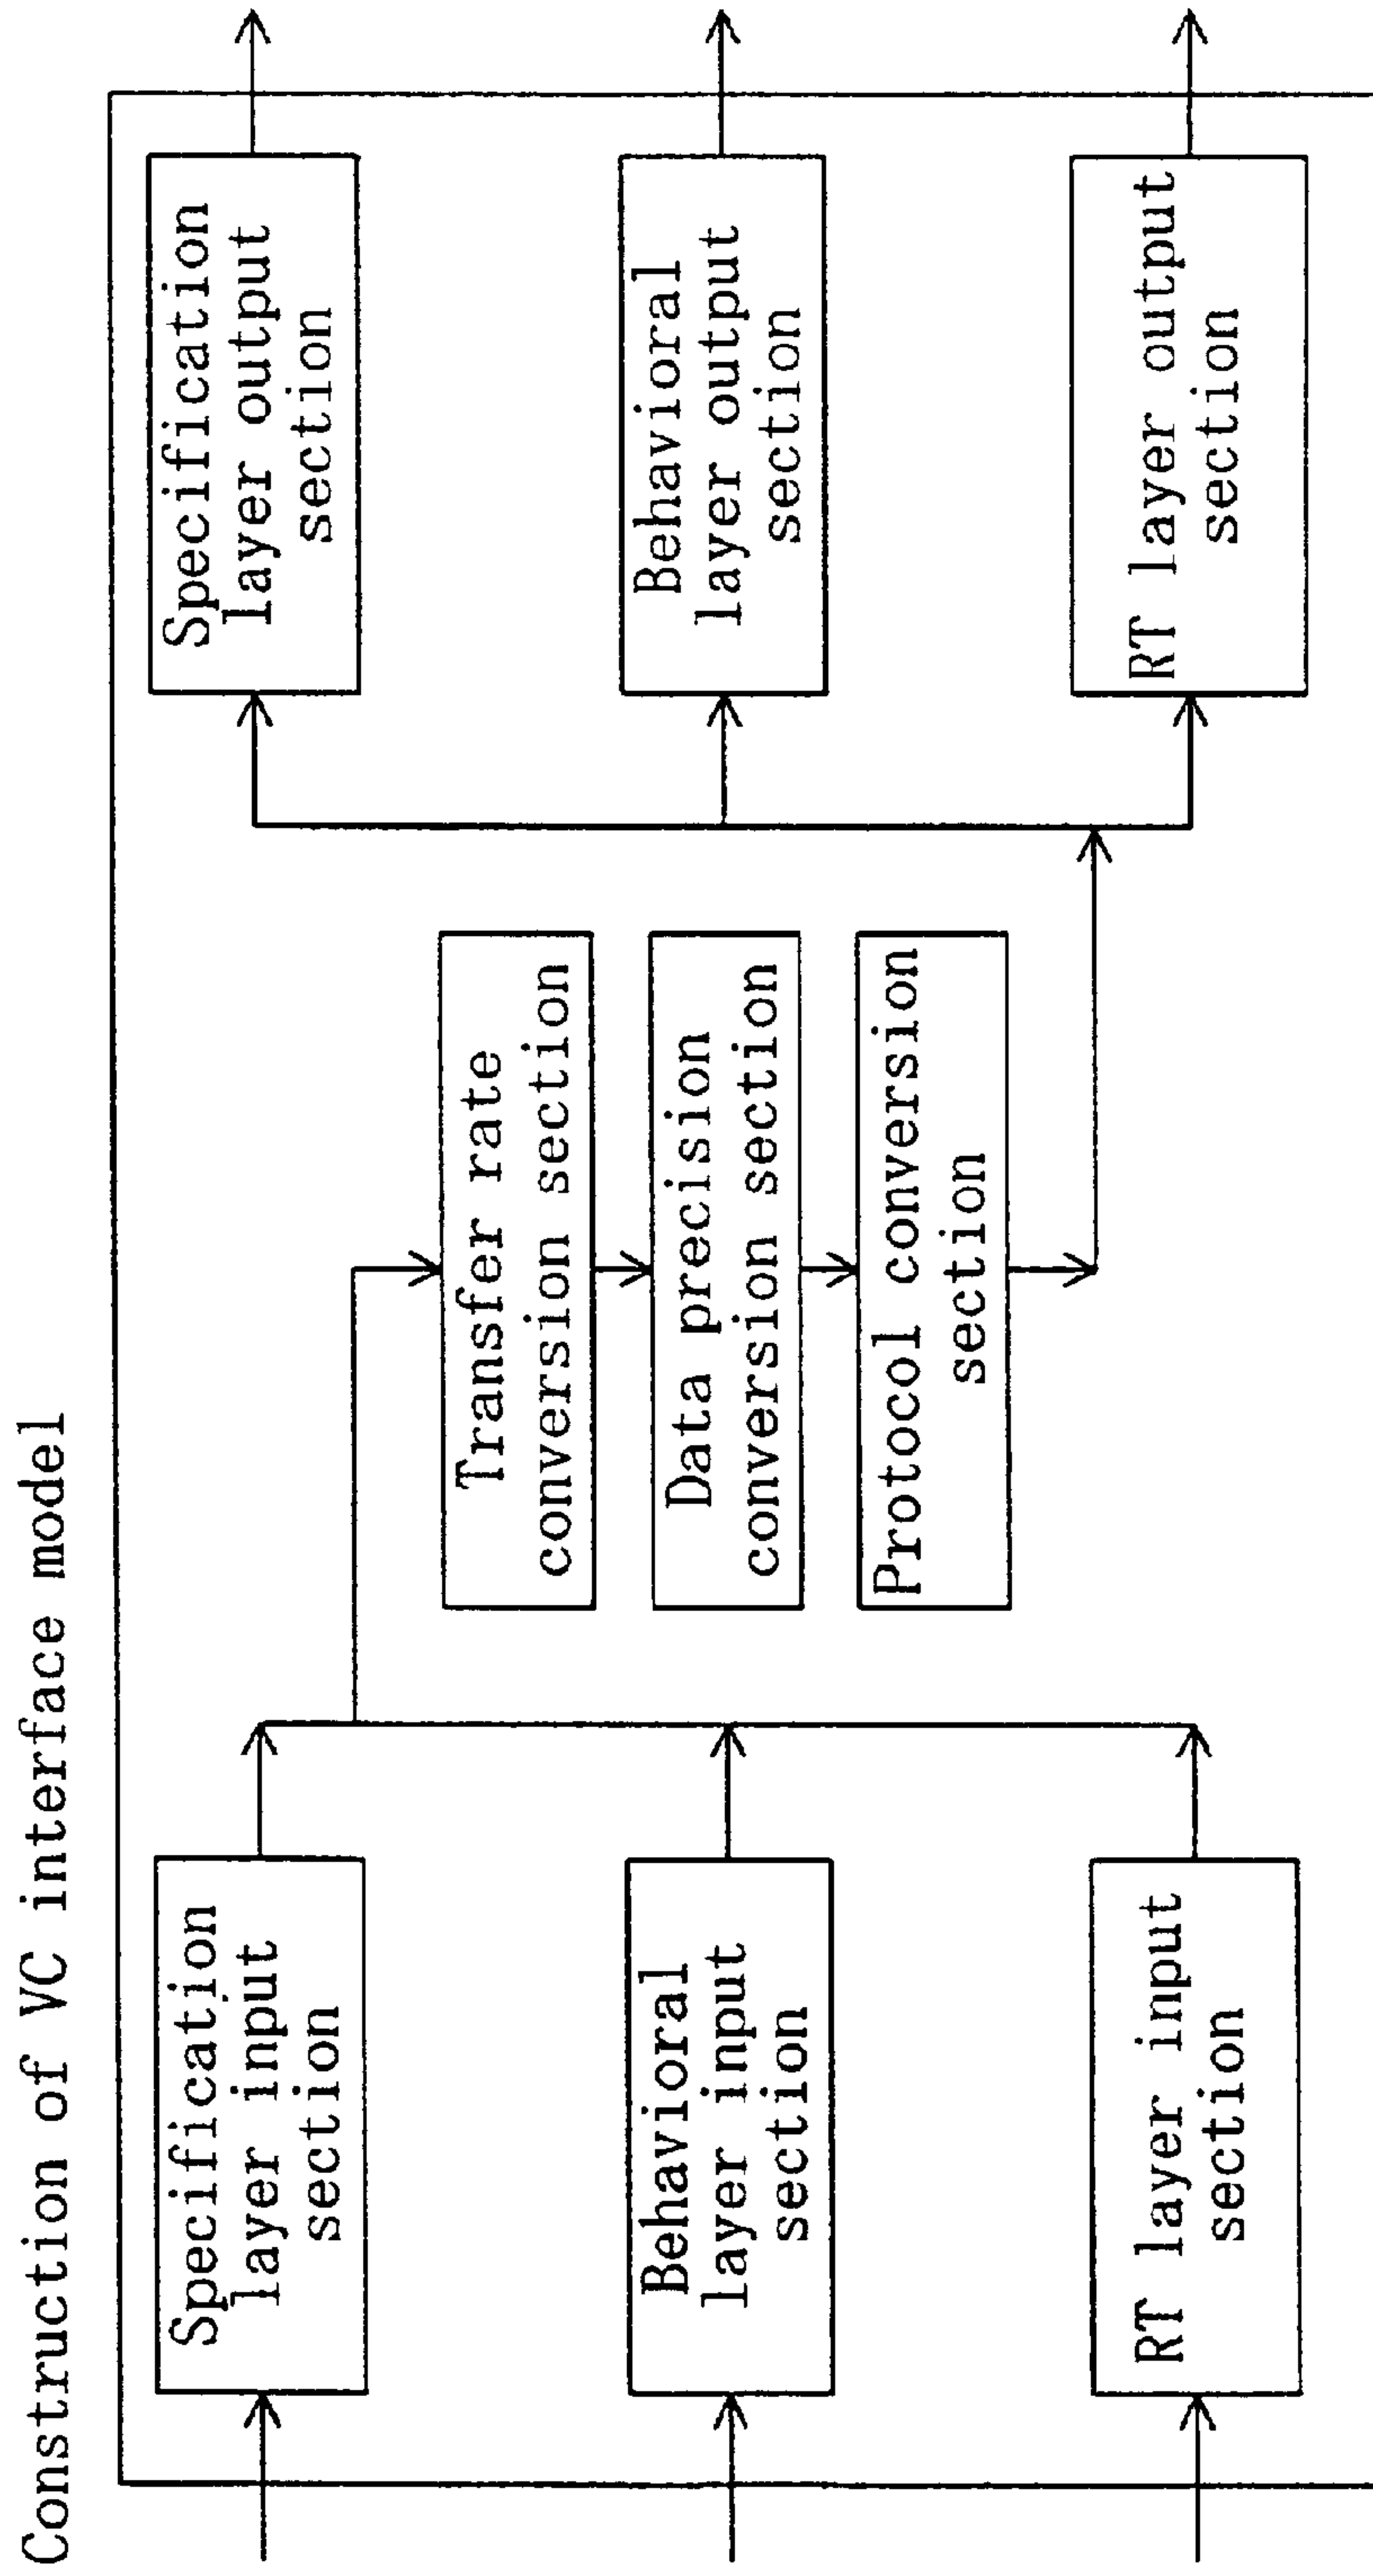 Construction of VC interface model
Specification
layer input
section
Behavioral
layer input
section
RT layer input
section
Transfer rate
conversion section
Data precision
conversion section
Protocol conversion
section
Specification
layer output
section
Behavioral
layer output
section
RT layer output
section